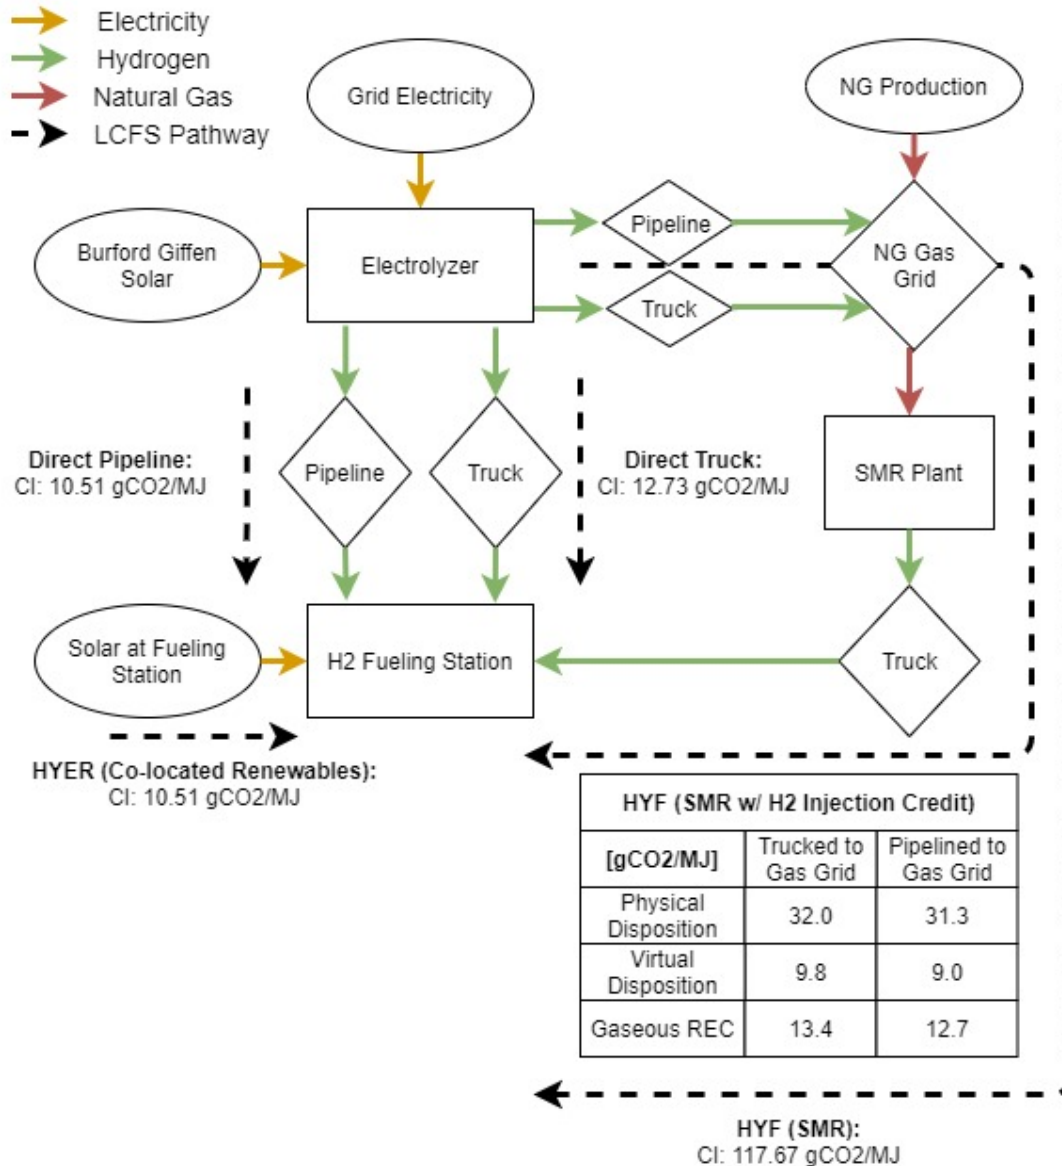 Electricity
Hydrogen
Natural Gas
LCFS Pathway
Grid Electricity
NG Production
Burford Giffen
Solar
Electrolyzer
Pipeline
Truck
NG Gas
Grid
Direct Pipeline:
CI: 10.51 gCO2/MJ
Pipeline
Truck
Direct Truck:
CI: 12.73 gCO2/MJ
SMR Plant
Solar at Fueling
Station
H2 Fueling Station
Truck
HYER (Co-located Renewables):
CI: 10.51 gCO2/MJ
HYF (SMR w/ H2 Injection Credit)
[gCO2/MJ]
Trucked to
Gas Grid
Pipelined to
Gas Grid
Physical
Disposition
32.0
31.3
Virtual
Disposition
9.8
9.0
Gaseous REC
13.4
12.7
HYF (SMR):
CI: 117.67 gCO2/MJ